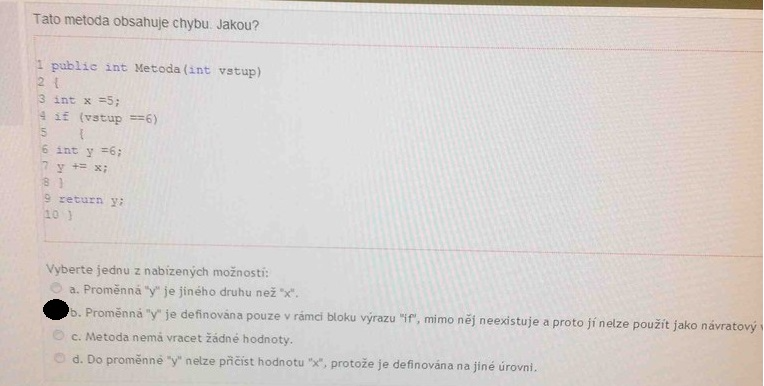 Tato metoda obsahuje chybu. Jakou?
1 public int Metoda(int vstup)
2 {
3 int x =5;
4 if (vstup ==6)
5 {
6 int y =6;
7 y += x;
8 }
9 return y;
10 }
Vyberte jednu z nabízených možností:
a. Proměnná "y" je jiného druhu než "x".
b. Proměnná "y" je definována pouze v rámci bloku výrazu "if", mimo něj neexistuje a proto jí nelze použít jako návratový
c. Metoda nemá vracet žádné hodnoty.
d. Do proměnné "y" nelze přičíst hodnotu "x", protože je definována na jiné úrovni.